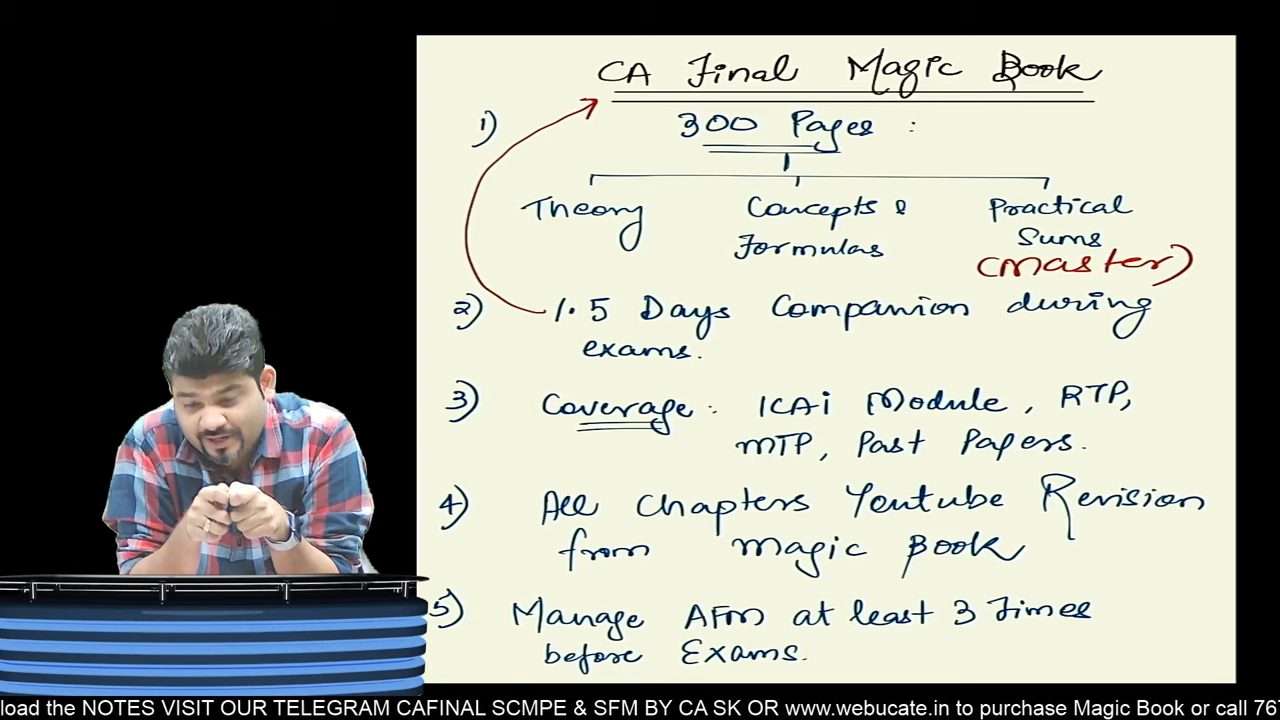 CA Final Magic Book
1) 300 Pages :
Theory Concepts & Practical
Formulas Sums
(Master)
2) 1.5 Days Companion during
exams.
3) Coverage : ICAi Module, RTP,
MTP, Past Papers.
4) All Chapters Youtube Revision
from Magic Book
5) Manage AFM at least 3 Times
before Exams.
load the NOTES VISIT OUR TELEGRAM CAFINAL SCMPE & SFM BY CA SK OR www.webucate.in to purchase Magic Book or call 76